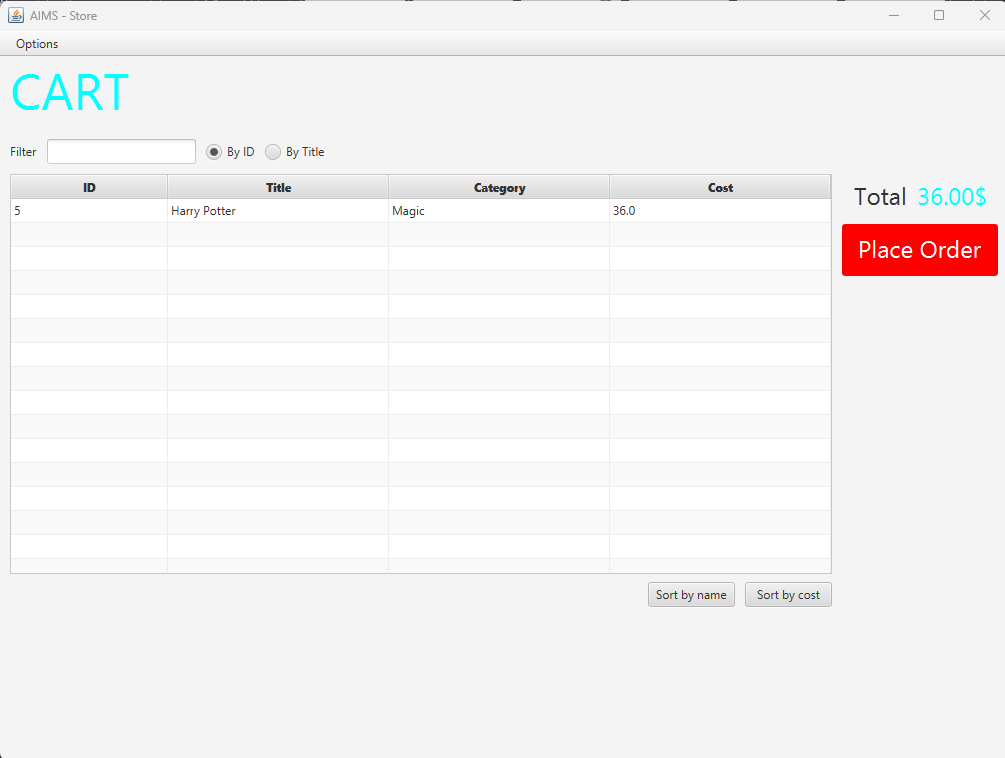 AIMS - Store
Options
CART
Filter By ID By Title
ID Title Category Cost
5 Harry Potter Magic 36.0
Total 36.00$
Place Order
Sort by name Sort by cost